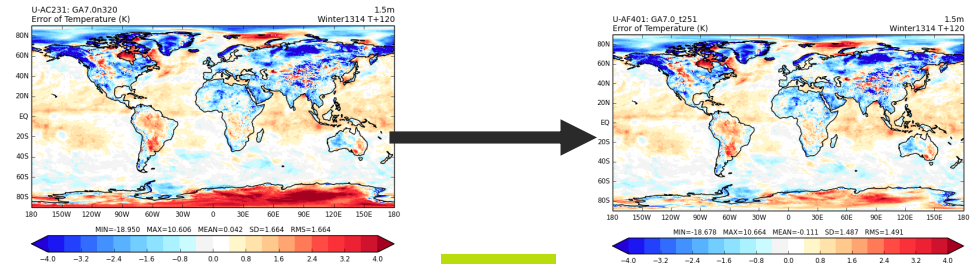 U-AC231: GA7.0n320 1.5m
Error of Temperature (K) Winter1314 T+120
80N
60N
40N
20N
EQ
20S
40S
60S
80S
180 150W 120W 90W 60W 30W 0 30E 60E 90E 120E 150E 180
MIN=-18.950 MAX=10.606 MEAN=0.042 SD=1.664 RMS=1.664
−4.0 −3.2 −2.4 −1.6 −0.8 0.0 0.8 1.6 2.4 3.2 4.0
U-AF401: GA7.0_t251 1.5m
Error of Temperature (K) Winter1314 T+120
80N
60N
40N
20N
EQ
20S
40S
60S
80S
180 150W 120W 90W 60W 30W 0 30E 60E 90E 120E 150E 180
MIN=-18.678 MAX=10.664 MEAN=-0.111 SD=1.487 RMS=1.491
−4.0 −3.2 −2.4 −1.6 −0.8 0.0 0.8 1.6 2.4 3.2 4.0